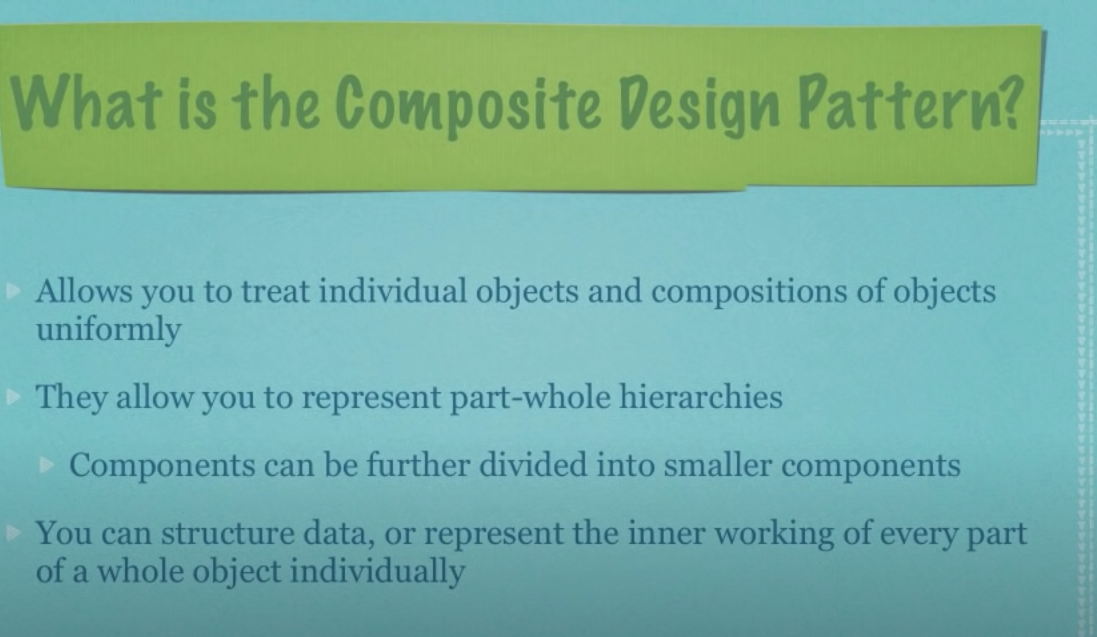 What is the Composite Design Pattern?
Allows you to treat individual objects and compositions of objects
uniformly
They allow you to represent part-whole hierarchies
Components can be further divided into smaller components
You can structure data, or represent the inner working of every part
of a whole object individually